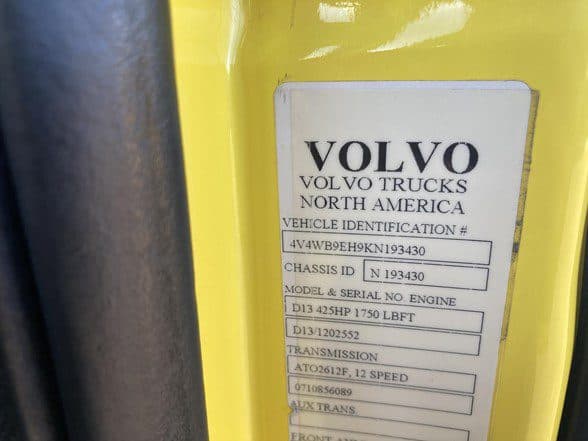 VOLVO
VOLVO TRUCKS
NORTH AMERICA
VEHICLE IDENTIFICATION #
4V4WB9EH9KN193430
CHASSIS ID N 193430
MODEL & SERIAL NO. ENGINE
D13 425HP 1750 LBFT
D13/1202552
TRANSMISSION
ATO2612F, 12 SPEED
0710856089
AUX TRANS.
FRONT